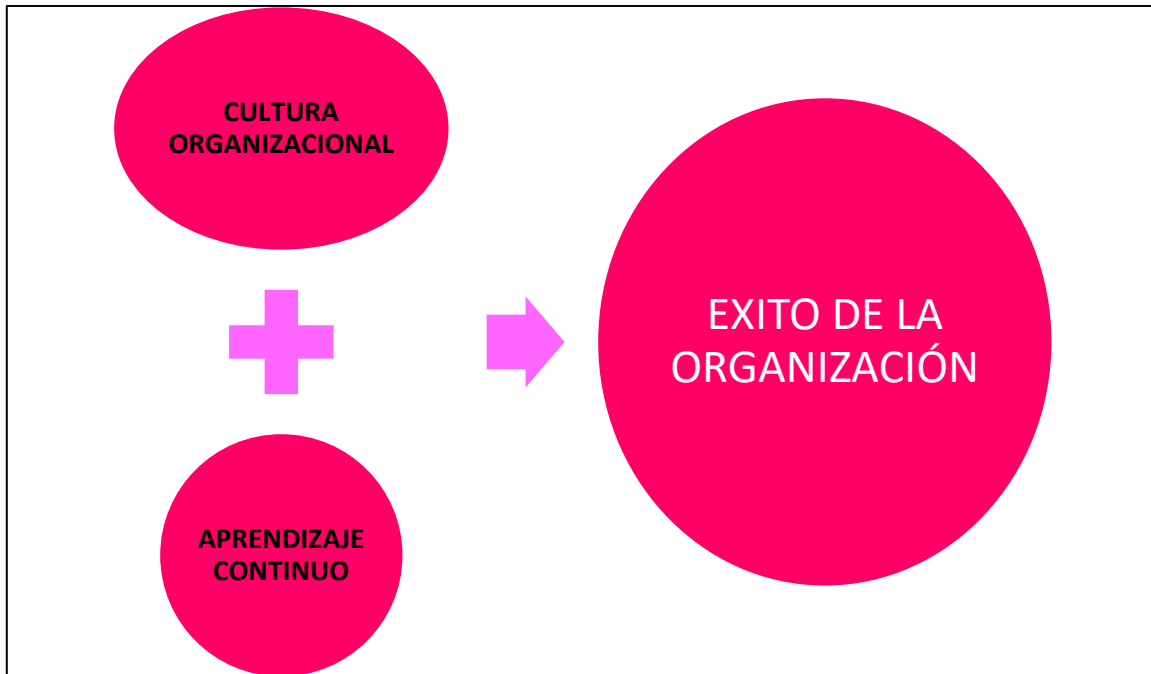 CULTURA
ORGANIZACIONAL
APRENDIZAJE
CONTINUO
EXITO DE LA
ORGANIZACIÓN